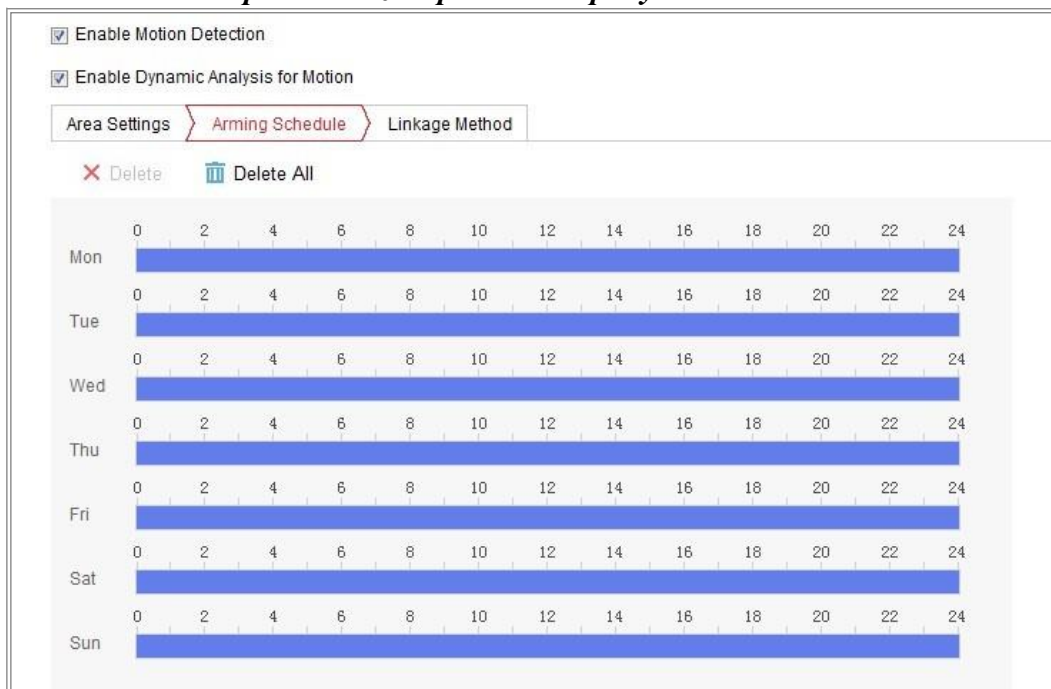 Enable Motion Detection
Enable Dynamic Analysis for Motion
Area Settings Arming Schedule Linkage Method
Delete Delete All
0 2 4 6 8 10 12 14 16 18 20 22 24
Mon
0 2 4 6 8 10 12 14 16 18 20 22 24
Tue
0 2 4 6 8 10 12 14 16 18 20 22 24
Wed
0 2 4 6 8 10 12 14 16 18 20 22 24
Thu
0 2 4 6 8 10 12 14 16 18 20 22 24
Fri
0 2 4 6 8 10 12 14 16 18 20 22 24
Sat
0 2 4 6 8 10 12 14 16 18 20 22 24
Sun